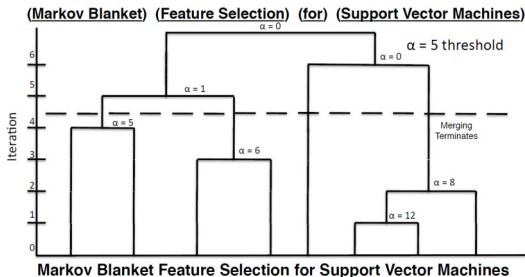 (Markov Blanket) (Feature Selection) (for) (Support Vector Machines)
α = 0
α = 5 threshold
6
α = 0
5
α = 1
Merging
Terminates
4
α = 5
Iteration
3
α = 6
2
α = 8
1
α = 12
0
Markov Blanket Feature Selection for Support Vector Machines